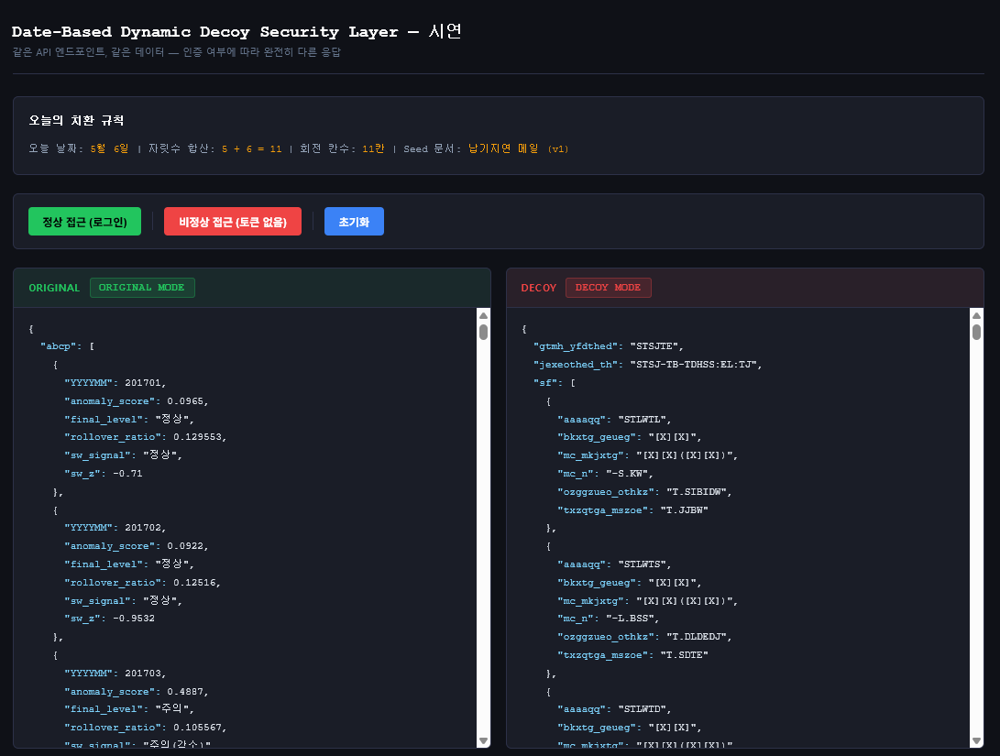 Date-Based Dynamic Decoy Security Layer — 시연
같은 API 엔드포인트, 같은 데이터 — 인증 여부에 따라 완전히 다른 응답
오늘의 치환 규칙
오늘 날짜: 5월 6일 | 자릿수 합산: 5 + 6 = 11 | 회전 칸수: 11칸 | Seed 문서: 납기지연 메일 (v1)
정상 접근 (로그인)
비정상 접근 (토큰 없음)
초기화
ORIGINAL ORIGINAL MODE
{
"abcp": [
{
"YYYYMM": 201701,
"anomaly_score": 0.0965,
"final_level": "정상",
"rollover_ratio": 0.129553,
"sw_signal": "정상",
"sw_z": -0.71
},
{
"YYYYMM": 201702,
"anomaly_score": 0.0922,
"final_level": "정상",
"rollover_ratio": 0.12516,
"sw_signal": "정상",
"sw_z": -0.9532
},
{
"YYYYMM": 201703,
"anomaly_score": 0.4887,
"final_level": "주의",
"rollover_ratio": 0.105567,
"sw_signal": "주의(감소)"
DECOY DECOY MODE
{
"gtmh_yfdthed": "STSJTE",
"jexeothed_th": "STSJ-TB-TDHSS:EL:TJ",
"sf": [
{
"aaaaqq": "STLWTL",
"bkxtg_geueg": "[X][X]",
"mc_mkjxtg": "[X][X]([X][X])",
"mc_n": "-S.KW",
"ozggzueo_othkz": "T.SIBIDW",
"txzqtga_mszoe": "T.JJBW"
},
{
"aaaaqq": "STLWTS",
"bkxtg_geueg": "[X][X]",
"mc_mkjxtg": "[X][X]([X][X])",
"mc_n": "-L.BSS",
"ozggzueo_othkz": "T.DLDEDJ",
"txzqtga_mszoe": "T.SDTE"
},
{
"aaaaqq": "STLWTD",
"bkxtg_geueg": "[X][X]",
"mc_mkjxtg": "[X][X]([X][X])",